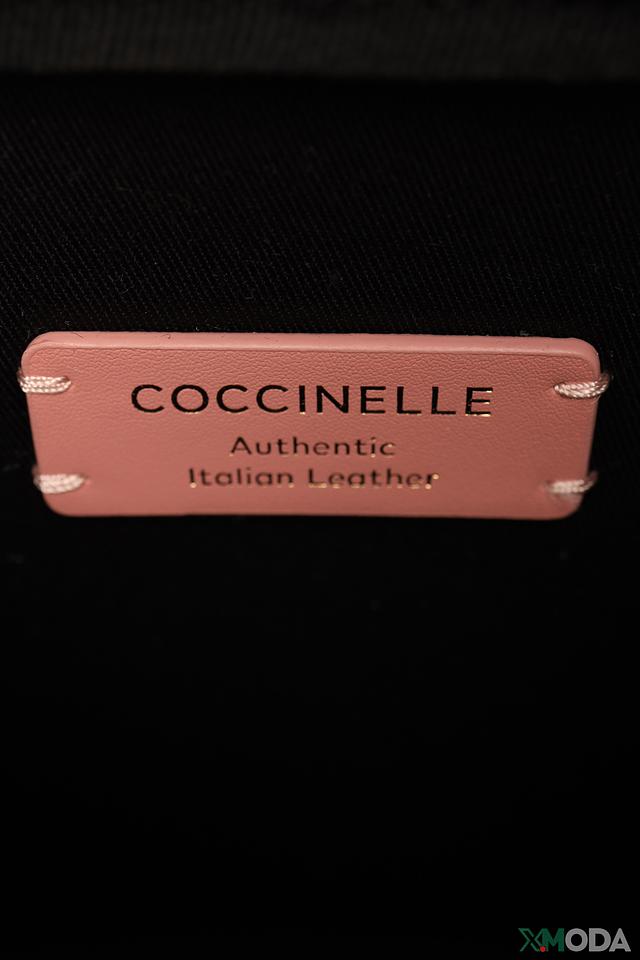 COCCINELLE
Authentic
Italian Leather
XMODA